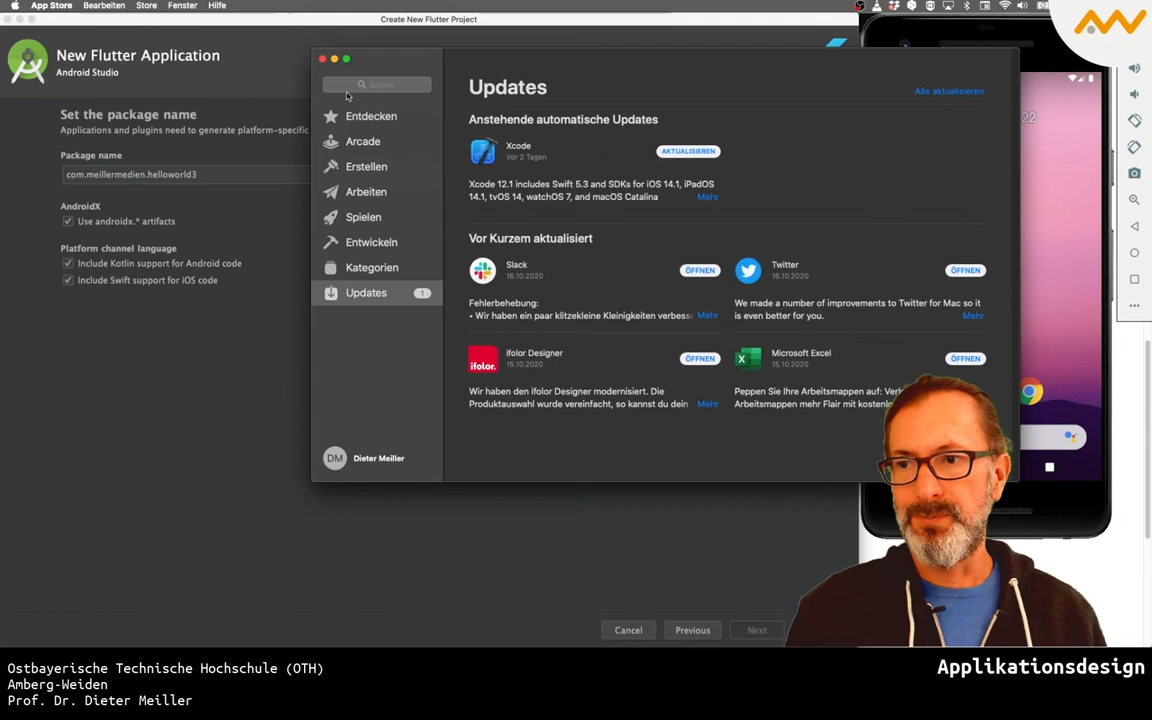 App Store
Bearbeiten
Store
Fenster
Hilfe
Create New Flutter Project
New Flutter Application
Android Studio
Set the package name
Applications and plugins need to generate platform-specific
Package name
com.meillermedien.helloworld3
AndroidX
Use androidx.* artifacts
Platform channel language
Include Kotlin support for Android code
Include Swift support for iOS code
Cancel
Previous
Next
Suchen
Entdecken
Arcade
Erstellen
Arbeiten
Spielen
Entwickeln
Kategorien
Updates 1
DM Dieter Meiller
Updates
Alle aktualisieren
Anstehende automatische Updates
Xcode
Vor 2 Tagen
AKTUALISIEREN
Xcode 12.1 includes Swift 5.3 and SDKs for iOS 14.1, iPadOS
14.1, tvOS 14, watchOS 7, and macOS Catalina
Mehr
Vor Kurzem aktualisiert
Slack
16.10.2020
ÖFFNEN
Fehlerbehebung:
• Wir haben ein paar klitzekleine Kleinigkeiten verbess
Mehr
Twitter
16.10.2020
ÖFFNEN
We made a number of improvements to Twitter for Mac so it
is even better for you.
Mehr
ifolor.
ifolor Designer
15.10.2020
ÖFFNEN
Wir haben den ifolor Designer modernisiert. Die
Produktauswahl wurde vereinfacht, so kannst du dein
Mehr
Microsoft Excel
15.10.2020
ÖFFNEN
Peppen Sie Ihre Arbeitsmappen auf:
Arbeitsmappen mehr Flair mit
22
Ostbayerische Technische Hochschule (OTH)
Amberg-Weiden
Prof. Dr. Dieter Meiller
Applikationsdesign